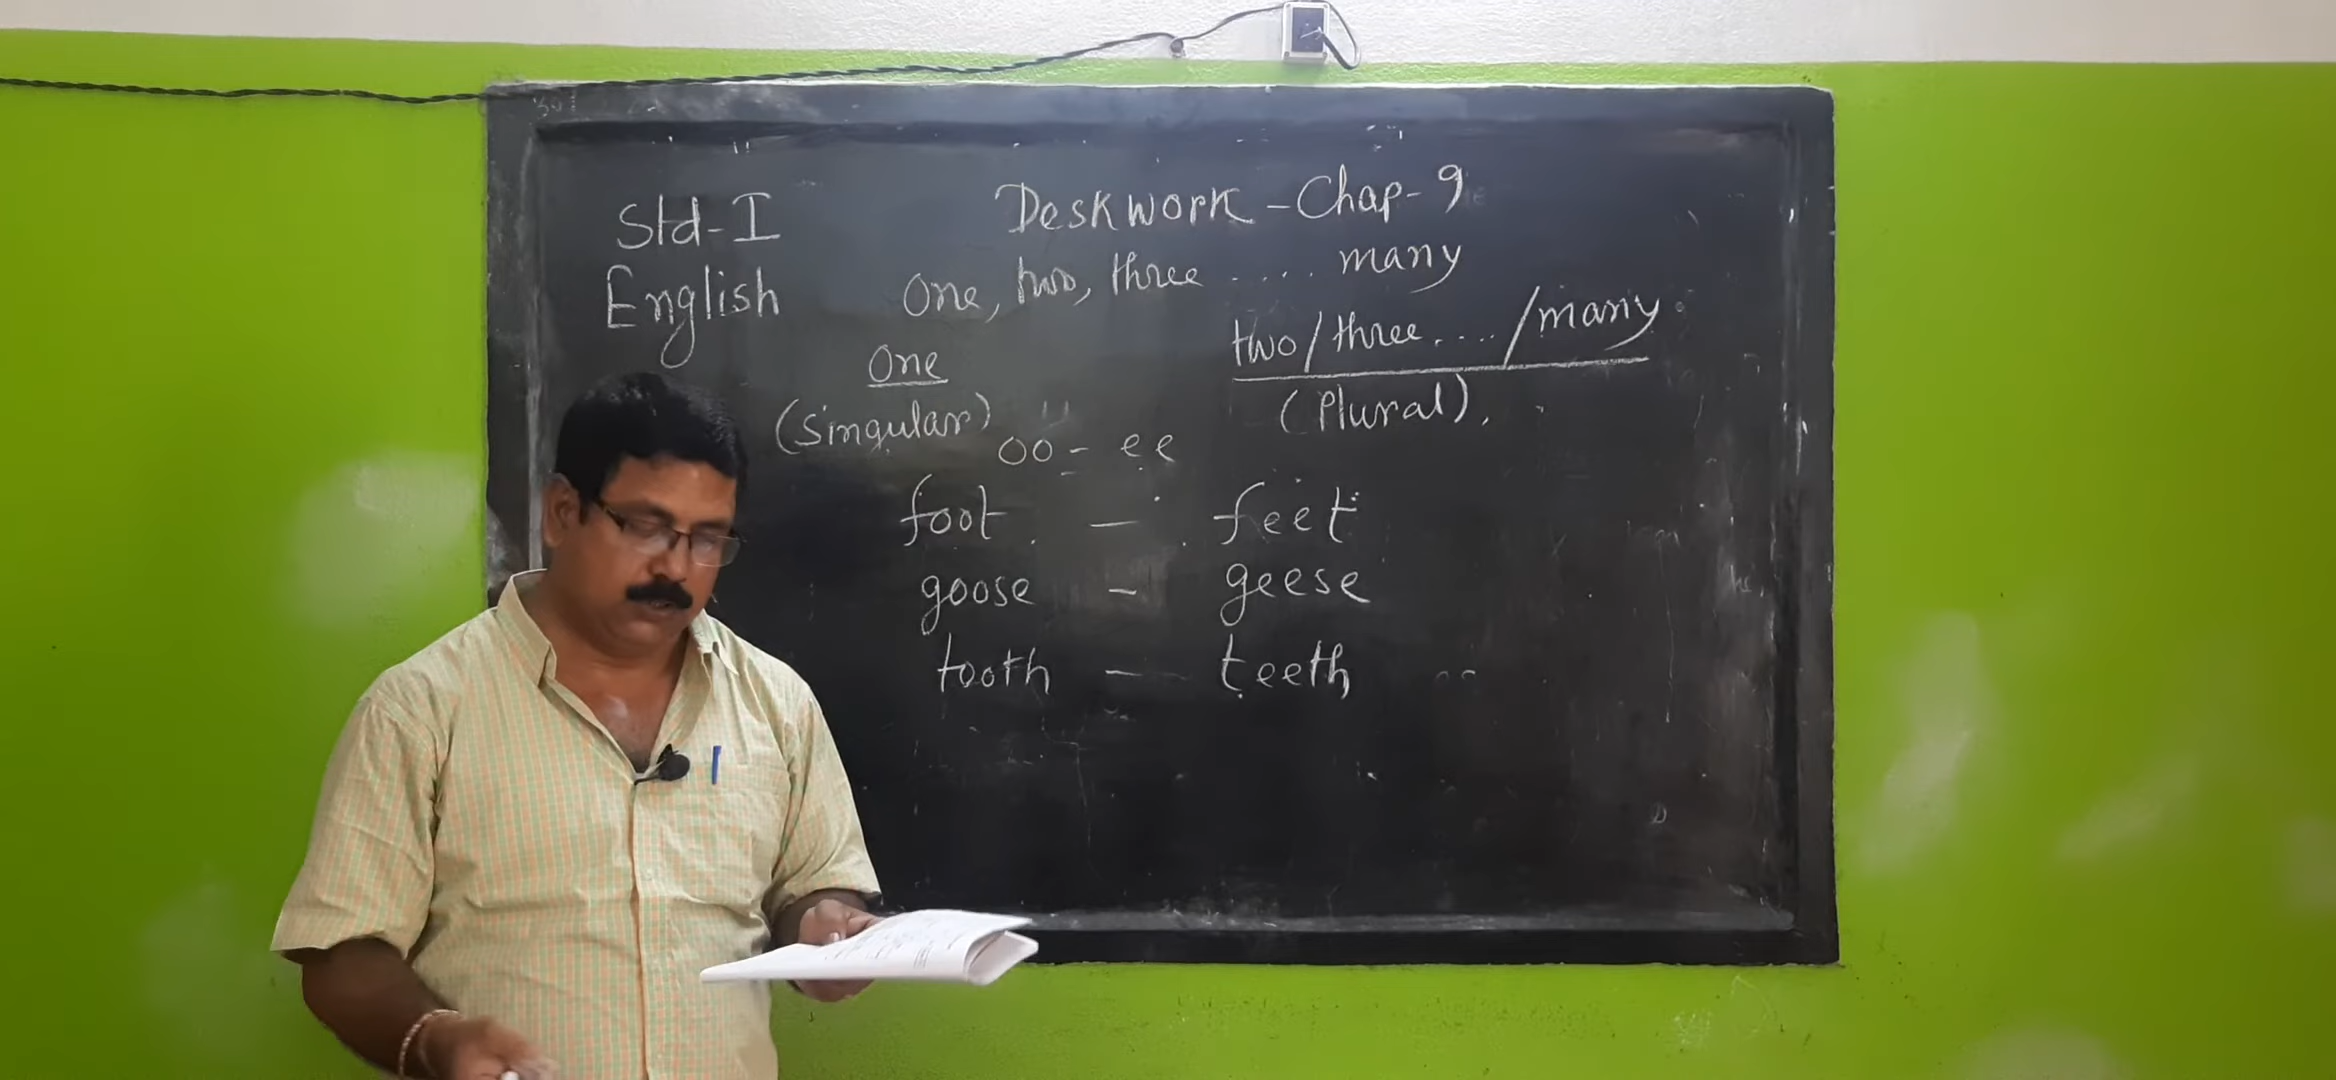 Std-I
English
Deskwork - Chap-9
One, two, three .... many
One
(singular)
two/three..../many
(Plural).
oo - ee
foot - feet
goose - geese
tooth - teeth